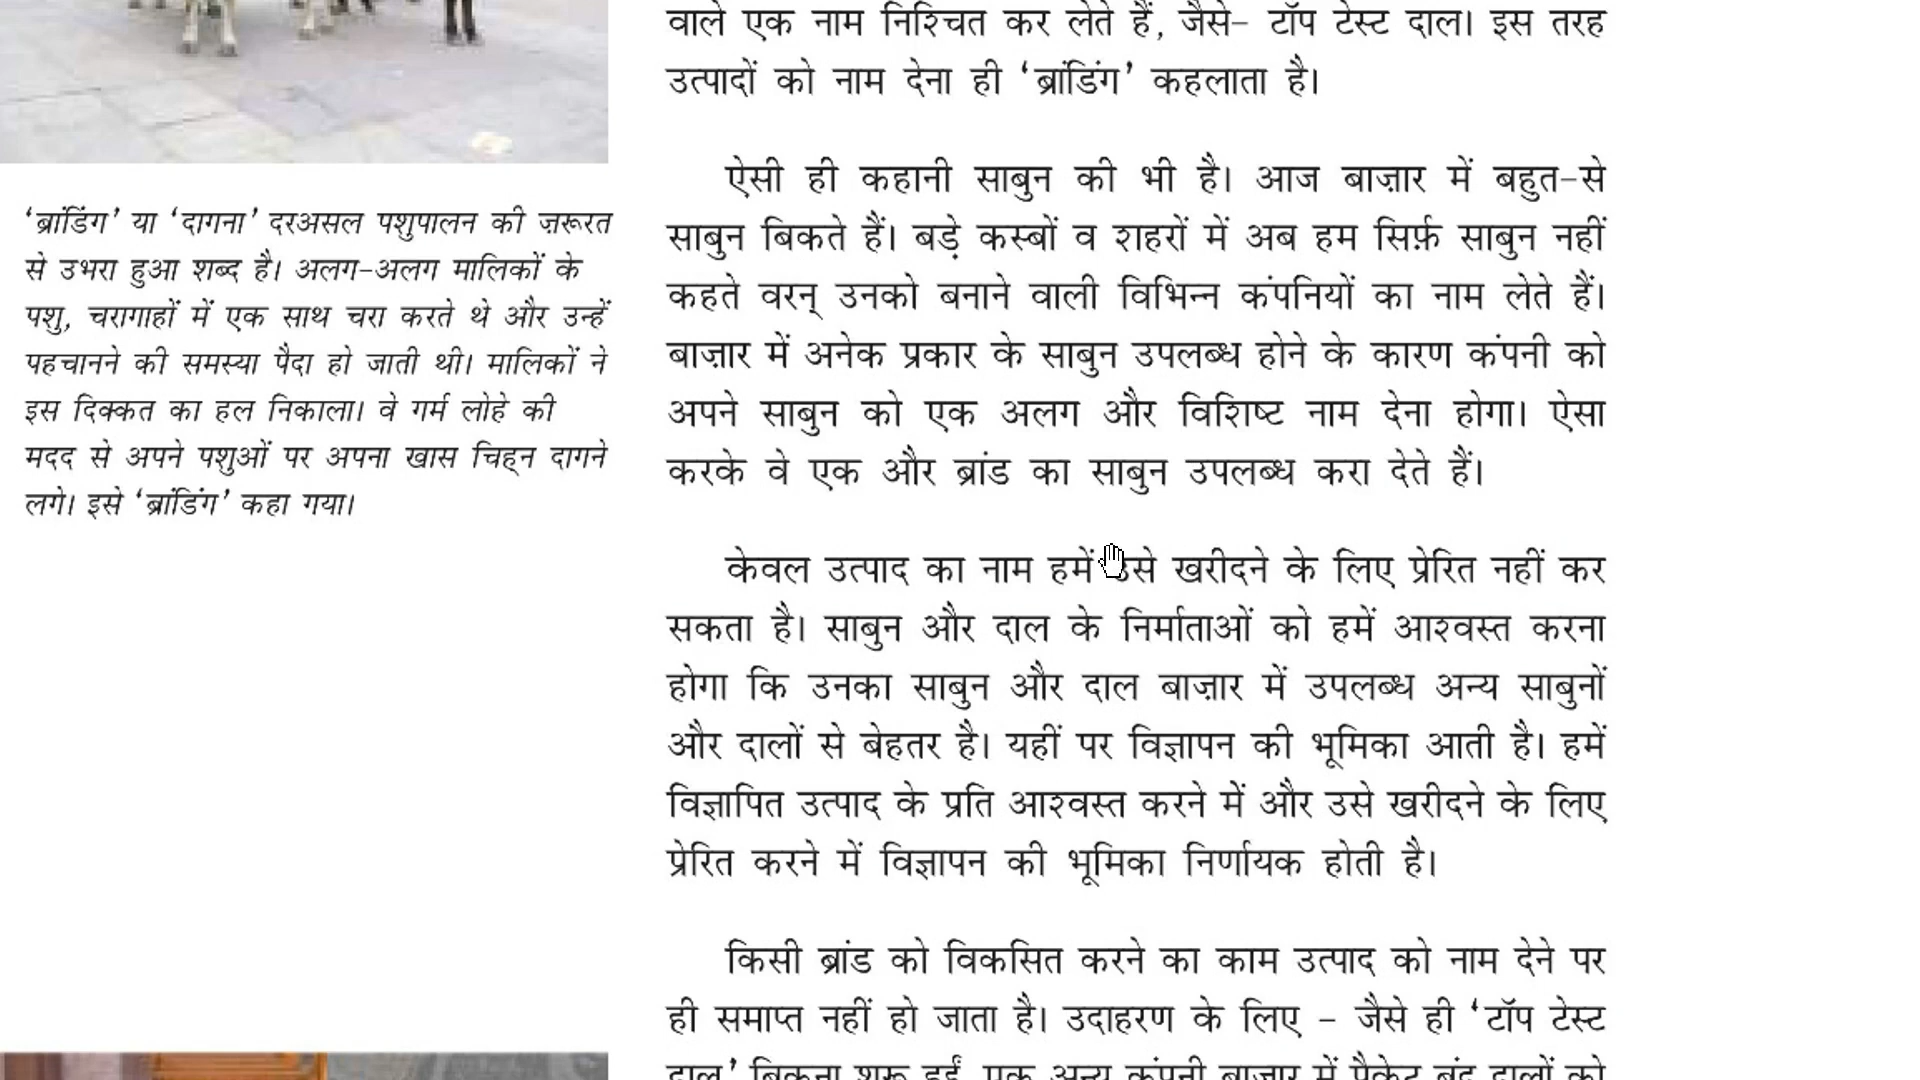 वाले एक नाम निश्चित कर लेते हैं, जैसे– टॉप टेस्ट दाल। इस तरह
उत्पादों को नाम देना ही ‘ब्रांडिंग’ कहलाता है।
ऐसी ही कहानी साबुन की भी है। आज बाज़ार में बहुत-से
साबुन बिकते हैं। बड़े कस्बों व शहरों में अब हम सिर्फ़ साबुन नहीं
कहते वरन् उनको बनाने वाली विभिन्न कंपनियों का नाम लेते हैं।
बाज़ार में अनेक प्रकार के साबुन उपलब्ध होने के कारण कंपनी को
अपने साबुन को एक अलग और विशिष्ट नाम देना होगा। ऐसा
करके वे एक और ब्रांड का साबुन उपलब्ध करा देते हैं।
केवल उत्पाद का नाम हमें उसे खरीदने के लिए प्रेरित नहीं कर
सकता है। साबुन और दाल के निर्माताओं को हमें आश्वस्त करना
होगा कि उनका साबुन और दाल बाज़ार में उपलब्ध अन्य साबुनों
और दालों से बेहतर है। यहीं पर विज्ञापन की भूमिका आती है। हमें
विज्ञापित उत्पाद के प्रति आश्वस्त करने में और उसे खरीदने के लिए
प्रेरित करने में विज्ञापन की भूमिका निर्णायक होती है।
किसी ब्रांड को विकसित करने का काम उत्पाद को नाम देने पर
ही समाप्त नहीं हो जाता है। उदाहरण के लिए – जैसे ही ‘टॉप टेस्ट
दाल’ बिकना शुरू हुईं, एक अन्य कंपनी बाज़ार में पैकेट बंद दालों को
‘ब्रांडिंग’ या ‘दागना’ दरअसल पशुपालन की ज़रूरत
से उभरा हुआ शब्द है। अलग-अलग मालिकों के
पशु, चरागाहों में एक साथ चरा करते थे और उन्हें
पहचानने की समस्या पैदा हो जाती थी। मालिकों ने
इस दिक्कत का हल निकाला। वे गर्म लोहे की
मदद से अपने पशुओं पर अपना खास चिह्न दागने
लगे। इसे ‘ब्रांडिंग’ कहा गया।